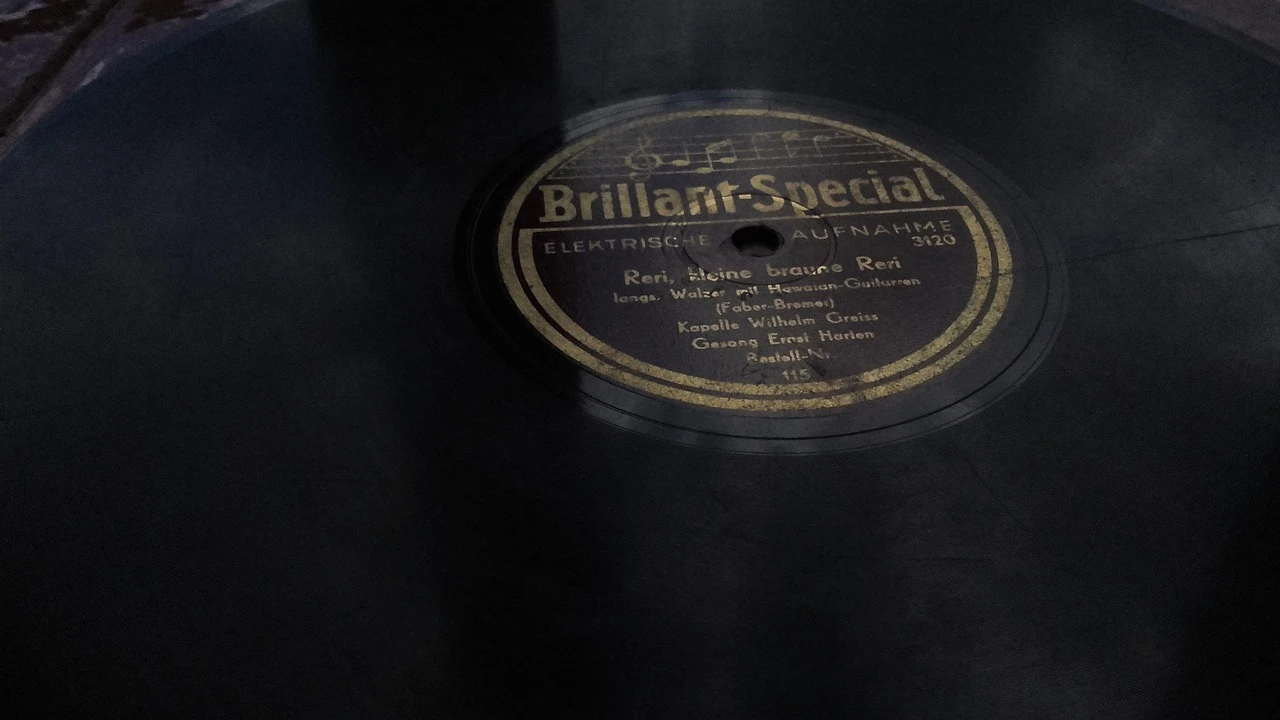 Brillant-Special
ELEKTRISCHE AUFNAHME
3120
Reri, kleine braune Reri
langs. Walzer mit Hawaian-Guitarren
(Faber-Bremer)
Kapelle Wilhelm Greiss
Gesang Ernst Harten
Bestell-Nr.
115